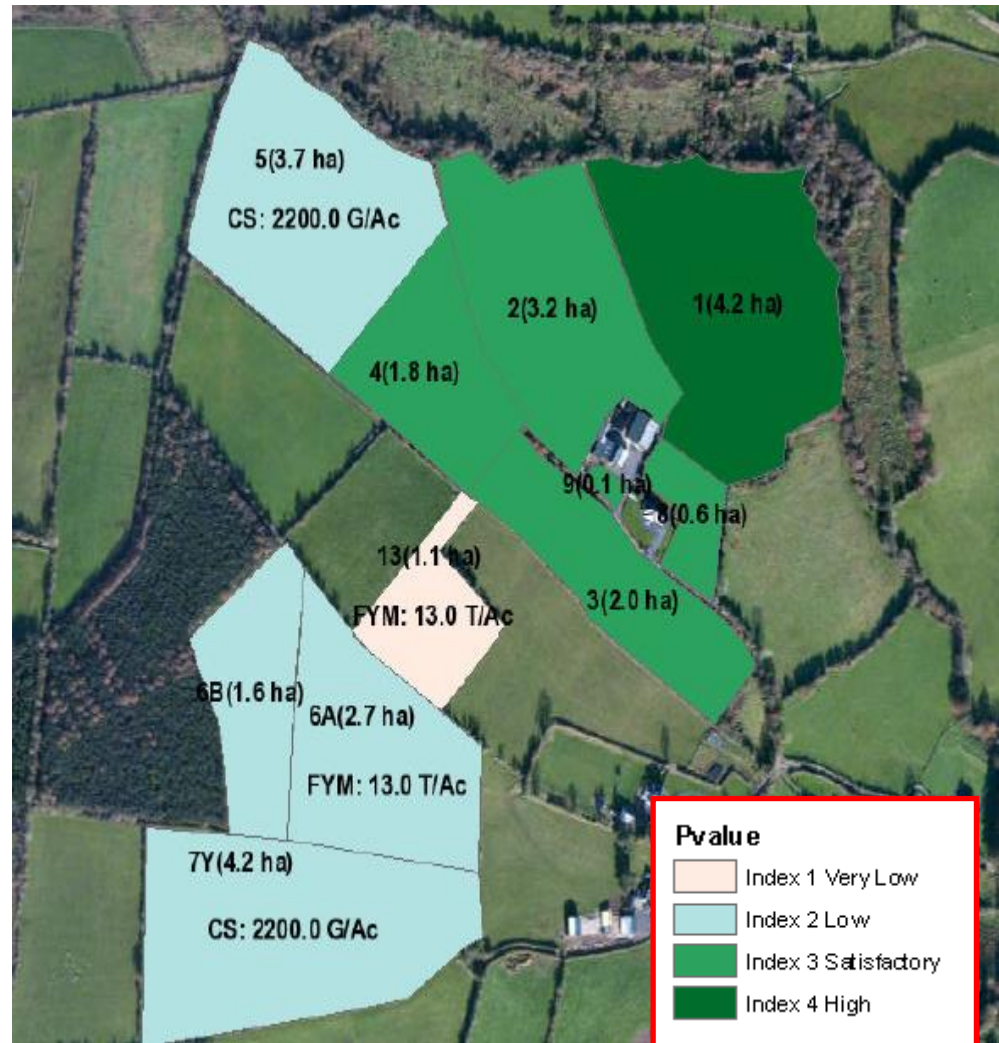 5(3.7 ha)
CS: 2200.0 G/Ac
2(3.2 ha)
1(4.2 ha)
4(1.8 ha)
9(0.1 ha)
8(0.6 ha)
13(1.1 ha)
FYM: 13.0 T/Ac
3(2.0 ha)
6B(1.6 ha)
6A(2.7 ha)
FYM: 13.0 T/Ac
7Y(4.2 ha)
CS: 2200.0 G/Ac
Pvalue
Index 1 Very Low
Index 2 Low
Index 3 Satisfactory
Index 4 High